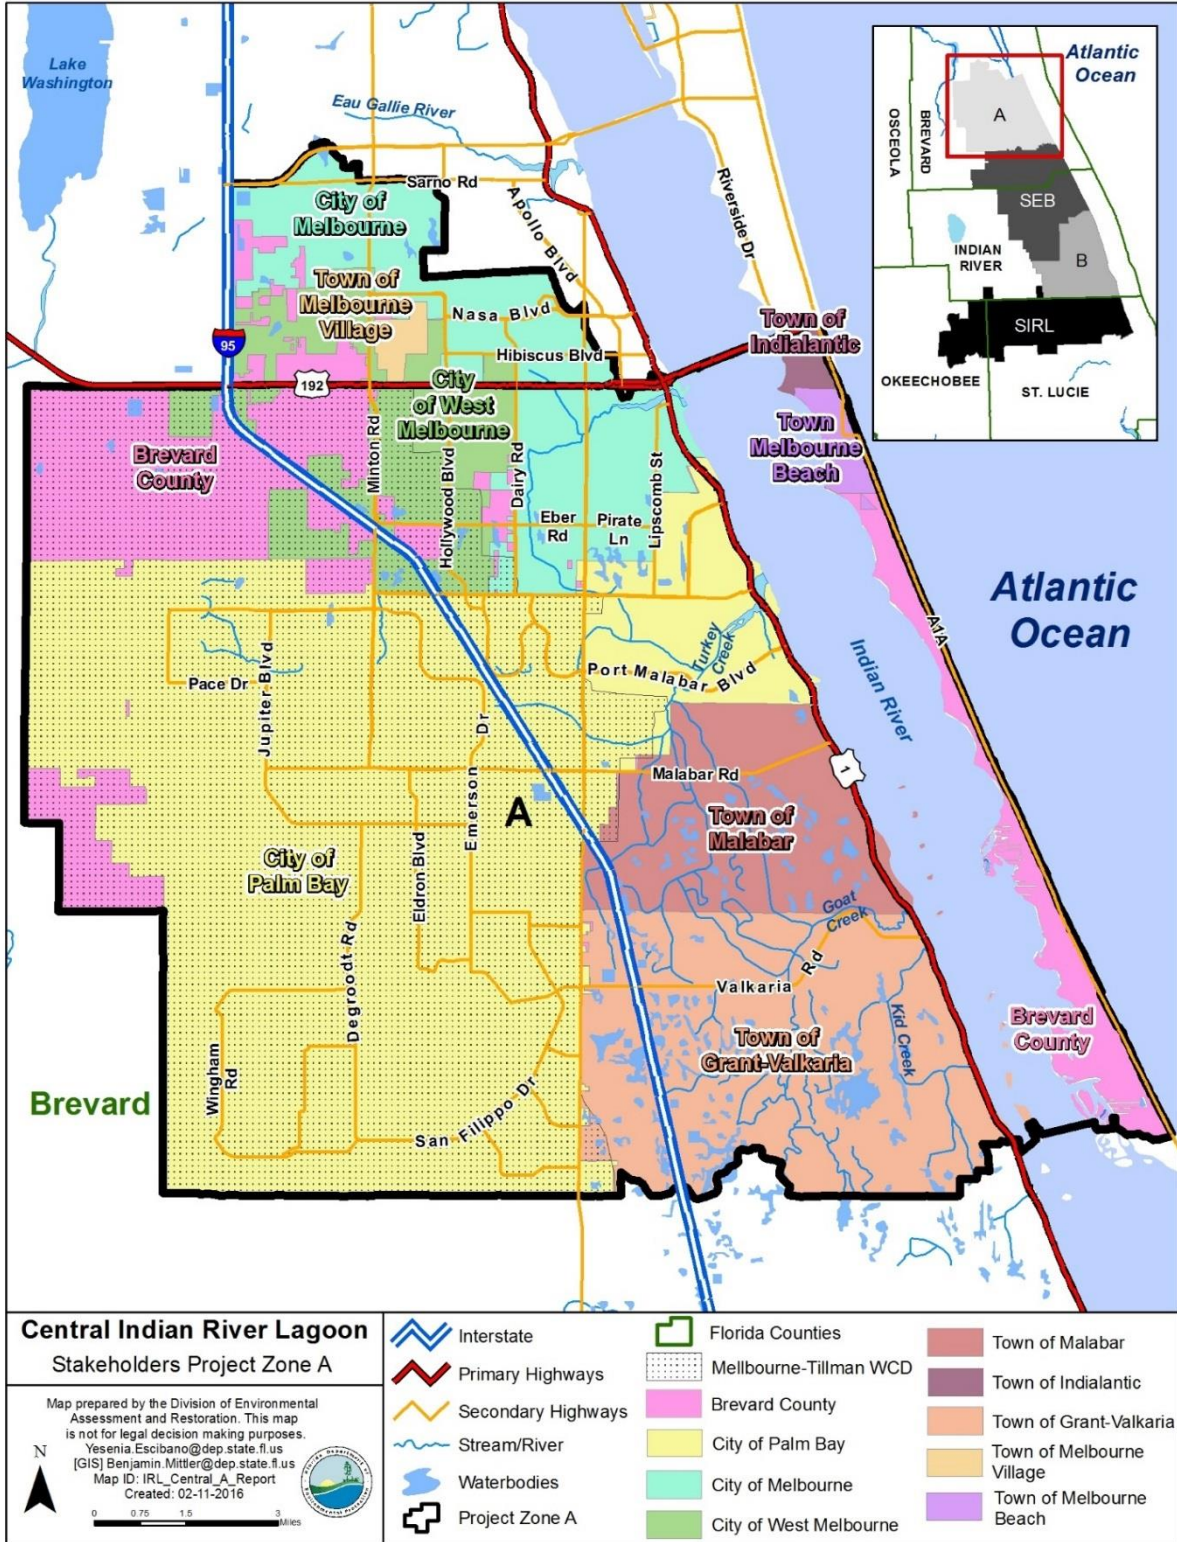 Lake
Washington
Eau Gallie River
Sarno Rd
City of
Melbourne
Apollo Blvd
Riverside Dr
Town of
Melbourne
Village
Nasa Blvd
Hibiscus Blvd
Town of
Indialantic
95
192
City
of West
Melbourne
Town
Melbourne
Beach
Brevard
County
Minton Rd
Hollywood Blvd
Dairy Rd
Eber
Rd
Pirate
Ln
Lipscomb St
Atlantic
Ocean
A1A
Indian River
Turkey
Creek
Port Malabar Blvd
Pace Dr
Jupiter Blvd
Emerson Dr
Malabar Rd
1
A
Town of
Malabar
City of
Palm Bay
Eldron Blvd
Degroodt Rd
Goat
Creek
Valkaria Rd
Kid Creek
Town of
Grant-Valkaria
Brevard
County
Wingham
Rd
Brevard
San Filippo Dr
Atlantic
Ocean
OSCEOLA
BREVARD
A
SEB
INDIAN
RIVER
B
SIRL
OKEECHOBEE
ST. LUCIE
Central Indian River Lagoon
Stakeholders Project Zone A
Map prepared by the Division of Environmental
Assessment and Restoration. This map
is not for legal decision making purposes.
Yesenia.Escibano@dep.state.fl.us
[GIS] Benjamin.Mittler@dep.state.fl.us
Map ID: IRL_Central_A_Report
Created: 02-11-2016
N
0 0.75 1.5 3
Miles
Interstate
Primary Highways
Secondary Highways
Stream/River
Waterbodies
Project Zone A
Florida Counties
Mellbourne-Tillman WCD
Brevard County
City of Palm Bay
City of Melbourne
City of West Melbourne
Town of Malabar
Town of Indialantic
Town of Grant-Valkaria
Town of Melbourne
Village
Town of Melbourne
Beach